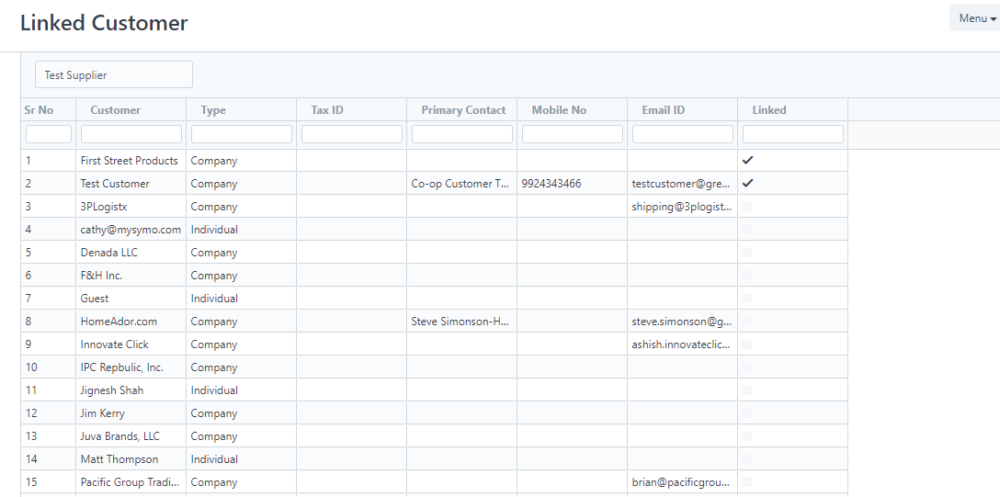 Linked Customer
Menu
Test Supplier
Sr No Customer Type Tax ID Primary Contact Mobile No Email ID Linked
1 First Street Products Company
2 Test Customer Company Co-op Customer T... 9924343466 testcustomer@gre...
3 3PLogistx Company shipping@3plogist...
4 cathy@mysymo.com Individual
5 Denada LLC Company
6 F&H Inc. Company
7 Guest Individual
8 HomeAdor.com Company Steve Simonson-H... steve.simonson@g...
9 Innovate Click Company ashish.innovateclic...
10 IPC Repbulic, Inc. Company
11 Jignesh Shah Individual
12 Jim Kerry Company
13 Juva Brands, LLC Company
14 Matt Thompson Individual
15 Pacific Group Tradi... Company brian@pacificgrou...